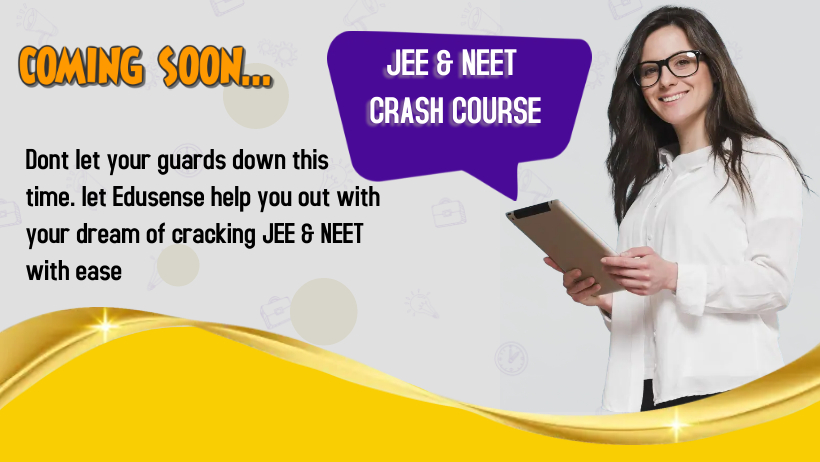 COMING SOON...
JEE & NEET
CRASH COURSE
Dont let your guards down this
time. let Edusense help you out with
your dream of cracking JEE & NEET
with ease